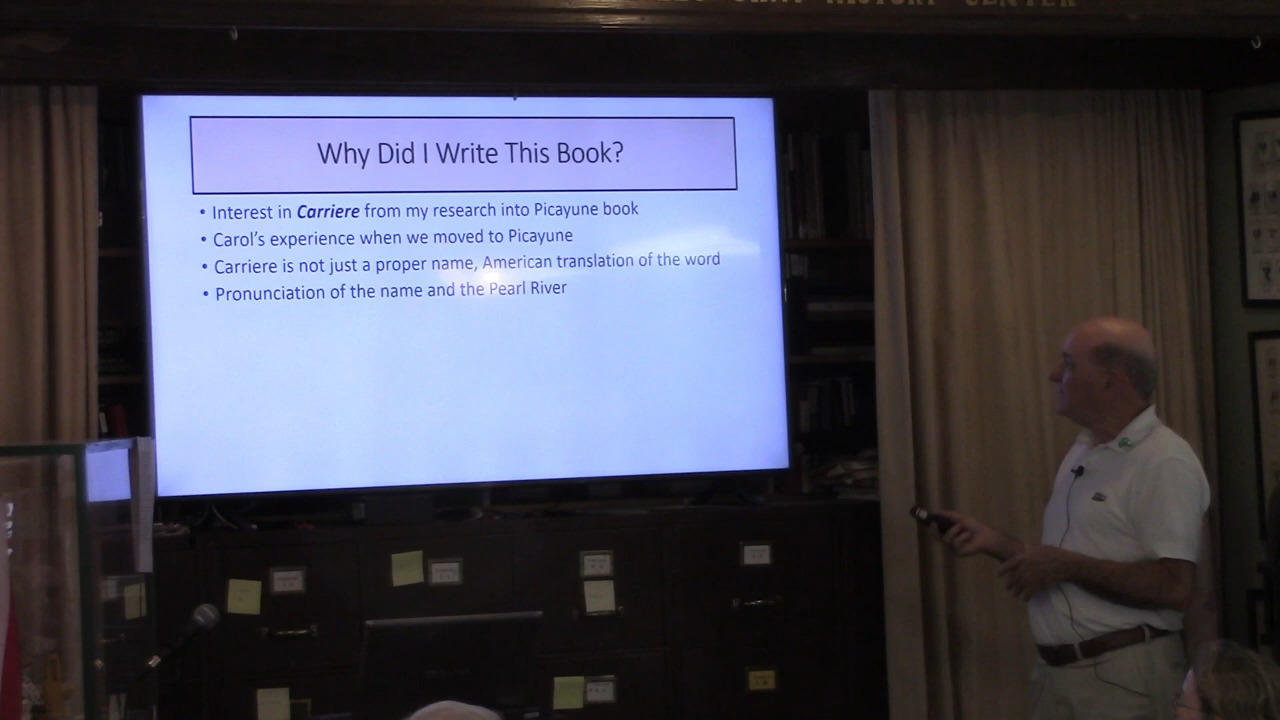 HISTORY CENTER
Why Did I Write This Book?
• Interest in Carriere from my research into Picayune book
• Carol's experience when we moved to Picayune
• Carriere is not just a proper name, American translation of the word
• Pronunciation of the name and the Pearl River